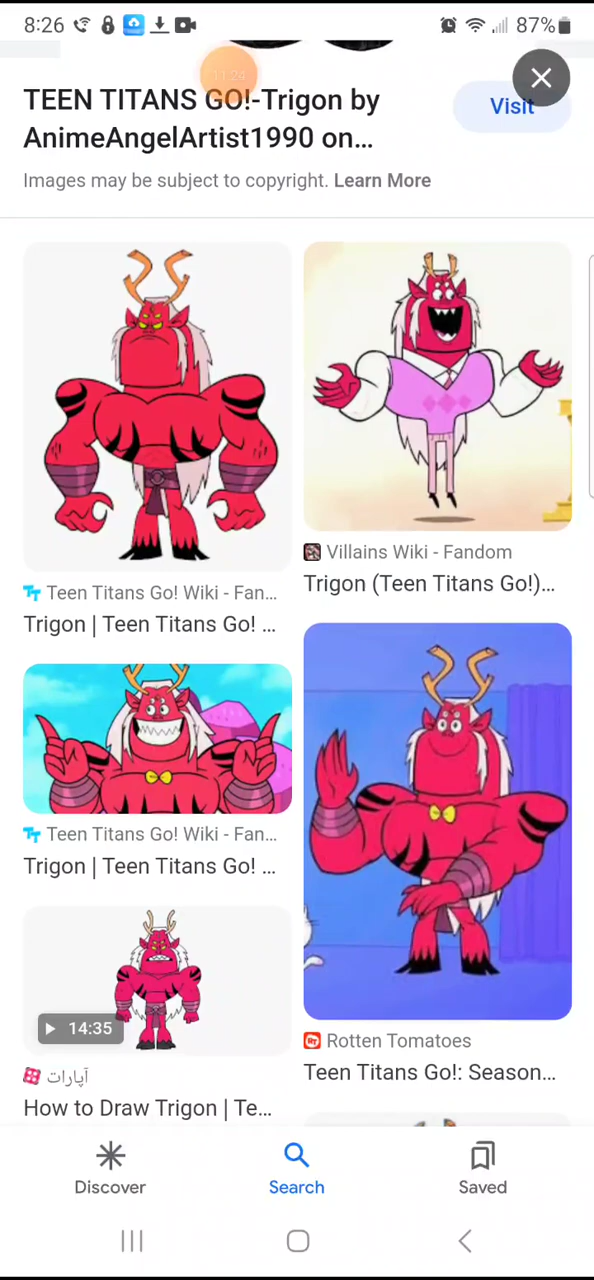 8:26
87%
11:24
TEEN TITANS GO!-Trigon by
AnimeAngelArtist1990 on...
Visit
Images may be subject to copyright. Learn More
Teen Titans Go! Wiki - Fan...
Trigon | Teen Titans Go! ...
Villains Wiki - Fandom
Trigon (Teen Titans Go!)...
Teen Titans Go! Wiki - Fan...
Trigon | Teen Titans Go! ...
14:35
آپارات
How to Draw Trigon | Te...
Rotten Tomatoes
Teen Titans Go!: Season...
Discover
Search
Saved